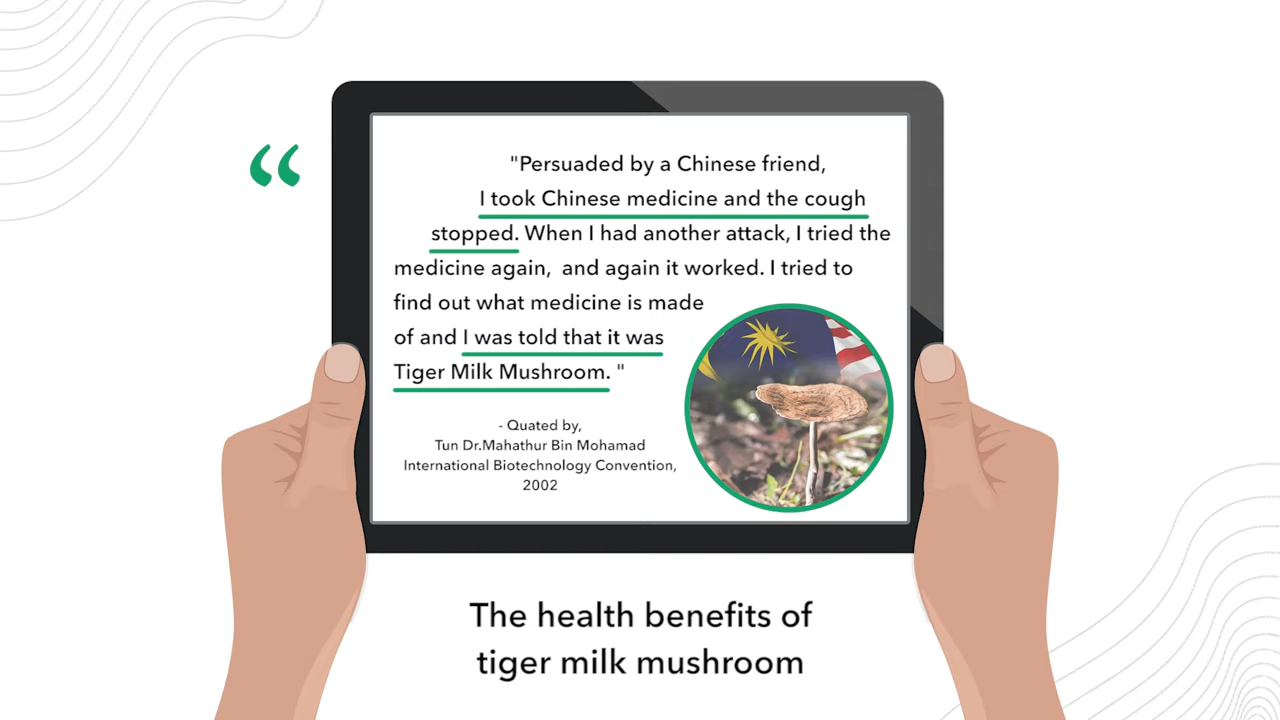 "Persuaded by a Chinese friend,
I took Chinese medicine and the cough
stopped. When I had another attack, I tried the
medicine again, and again it worked. I tried to
find out what medicine is made
of and I was told that it was
Tiger Milk Mushroom. "
- Quated by,
Tun Dr.Mahathur Bin Mohamad
International Biotechnology Convention,
2002
The health benefits of
tiger milk mushroom